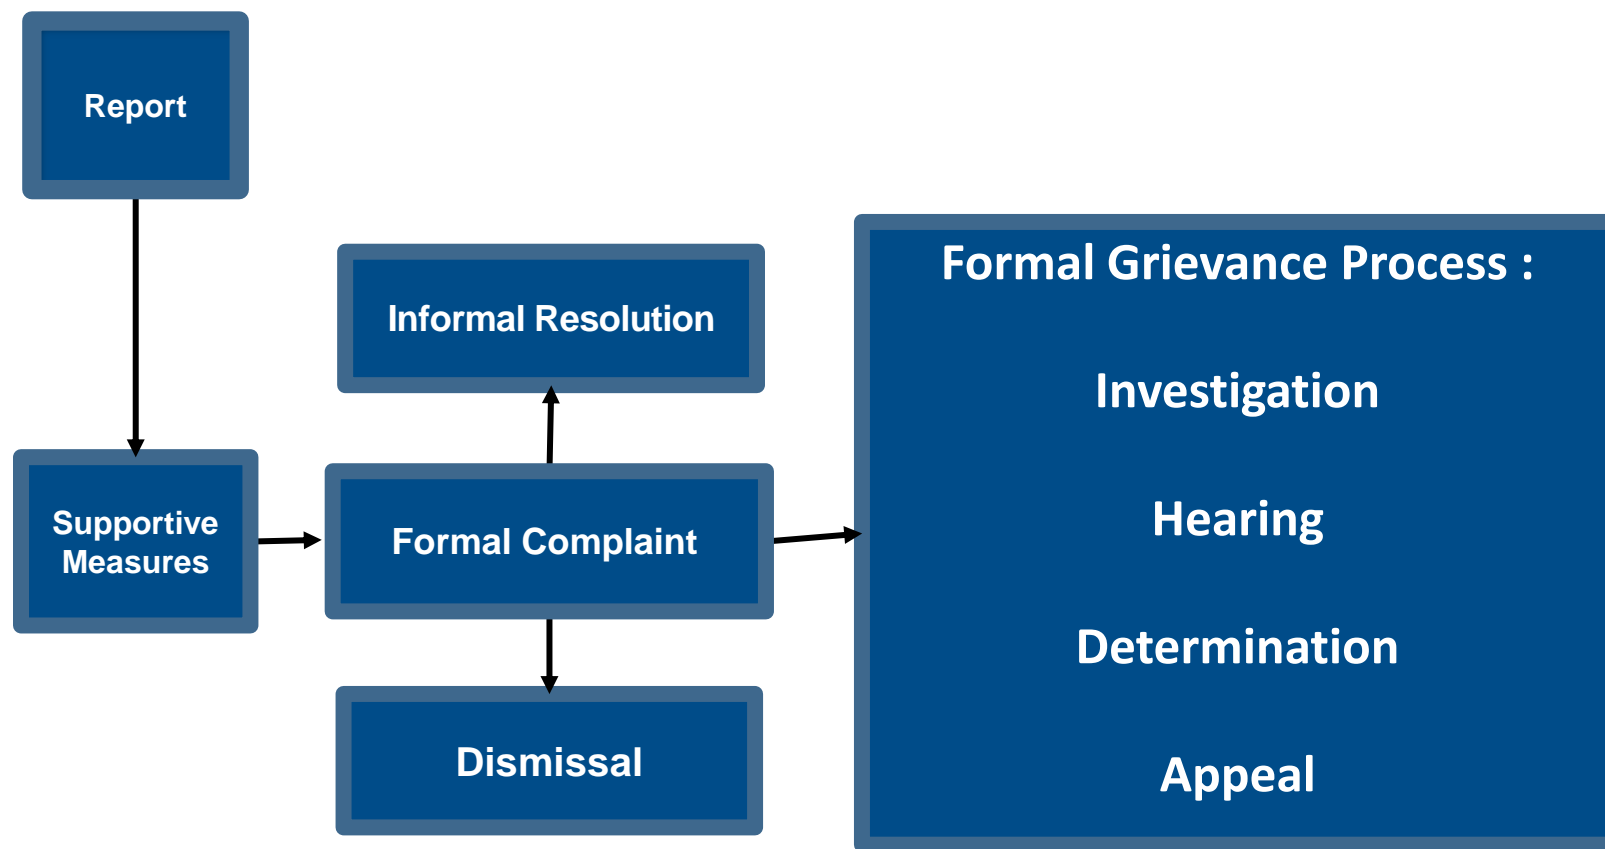 Report
Supportive
Measures
Formal Complaint
Informal Resolution
Dismissal
Formal Grievance Process :
Investigation
Hearing
Determination
Appeal